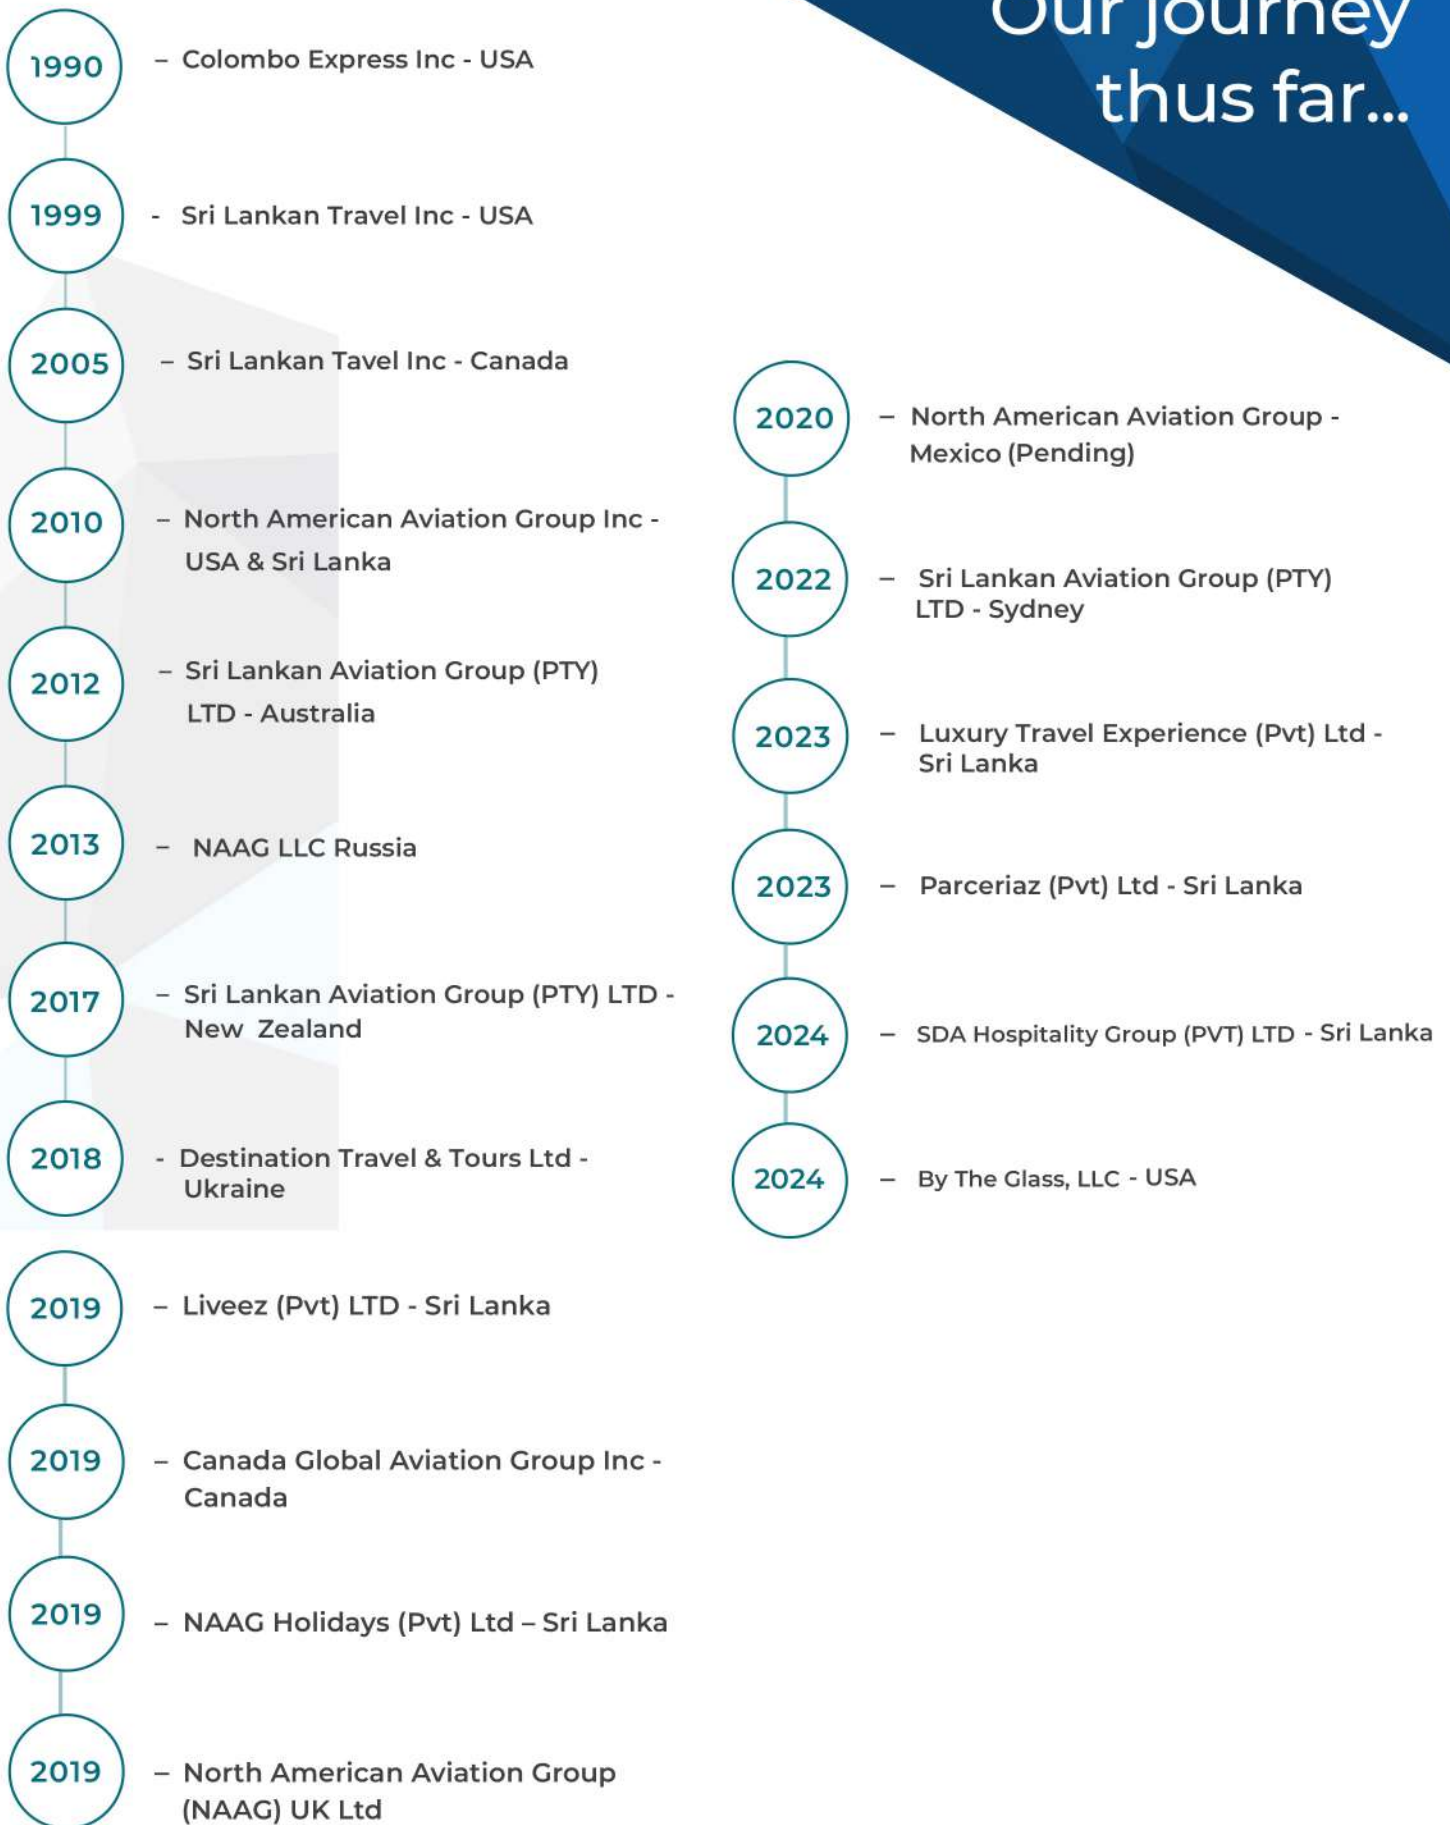 Our journey
thus far...
1990
– Colombo Express Inc - USA
1999
- Sri Lankan Travel Inc - USA
2005
– Sri Lankan Tavel Inc - Canada
2010
– North American Aviation Group Inc -
USA & Sri Lanka
2012
– Sri Lankan Aviation Group (PTY)
LTD - Australia
2013
– NAAG LLC Russia
2017
– Sri Lankan Aviation Group (PTY) LTD -
New Zealand
2018
- Destination Travel & Tours Ltd -
Ukraine
2019
– Liveez (Pvt) LTD - Sri Lanka
2019
– Canada Global Aviation Group Inc -
Canada
2019
– NAAG Holidays (Pvt) Ltd – Sri Lanka
2019
– North American Aviation Group
(NAAG) UK Ltd
2020
– North American Aviation Group -
Mexico (Pending)
2022
– Sri Lankan Aviation Group (PTY)
LTD - Sydney
2023
– Luxury Travel Experience (Pvt) Ltd -
Sri Lanka
2023
– Parceriaz (Pvt) Ltd - Sri Lanka
2024
– SDA Hospitality Group (PVT) LTD - Sri Lanka
2024
– By The Glass, LLC - USA